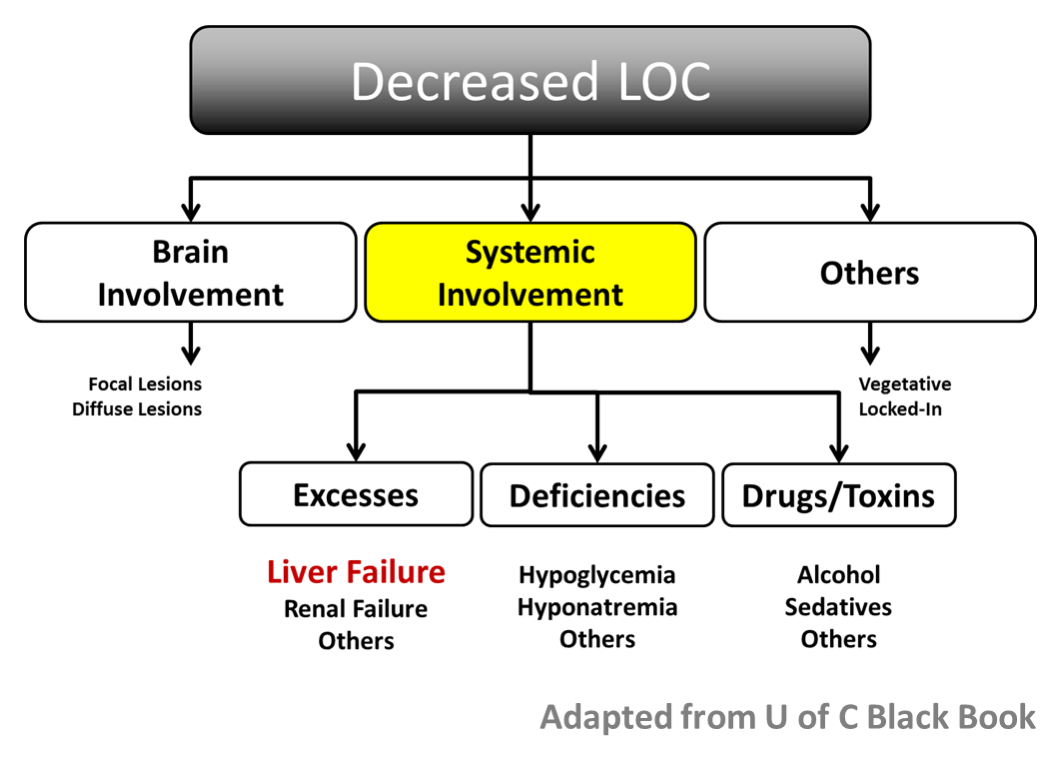 Decreased LOC
Brain
Involvement
Systemic
Involvement
Others
Focal Lesions
Diffuse Lesions
Vegetative
Locked-In
Excesses
Deficiencies
Drugs/Toxins
Liver Failure
Renal Failure
Others
Hypoglycemia
Hyponatremia
Others
Alcohol
Sedatives
Others
Adapted from U of C Black Book